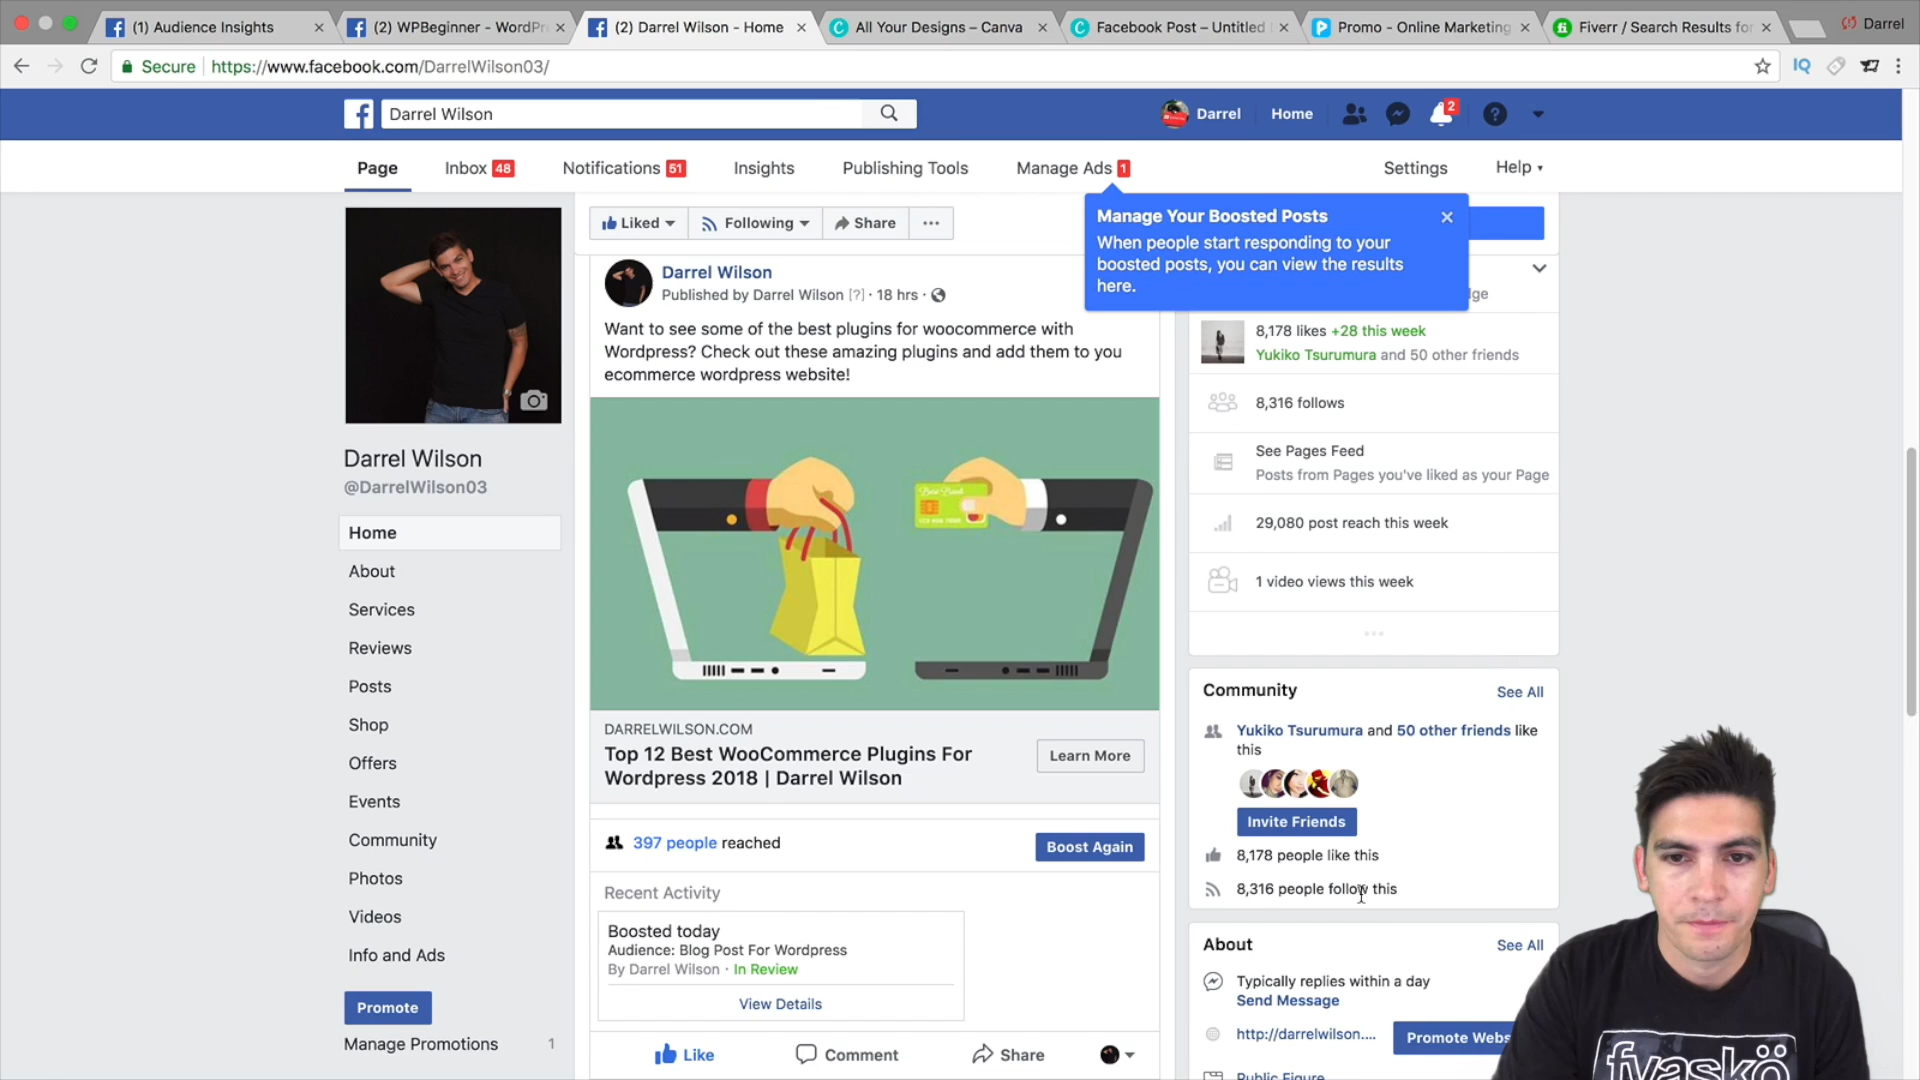 (1) Audience Insights
(2) WPBeginner - WordPr
(2) Darrel Wilson - Home
All Your Designs – Canva
Facebook Post – Untitled
Promo - Online Marketing
Fiverr / Search Results for
Darrel
Secure
https://www.facebook.com/DarrelWilson03/
IQ
Darrel Wilson
Darrel
Home
2
Page
Inbox 48
Notifications 51
Insights
Publishing Tools
Manage Ads 1
Settings
Help
Liked
Following
Share
Manage Your Boosted Posts
When people start responding to your
boosted posts, you can view the results
here.
Darrel Wilson
Published by Darrel Wilson [?] · 18 hrs ·
Want to see some of the best plugins for woocommerce with
Wordpress? Check out these amazing plugins and add them to you
ecommerce wordpress website!
DARRELWILSON.COM
Top 12 Best WooCommerce Plugins For
Wordpress 2018 | Darrel Wilson
Learn More
397 people reached
Boost Again
Recent Activity
Boosted today
Audience: Blog Post For Wordpress
By Darrel Wilson · In Review
View Details
Like
Comment
Share
Darrel Wilson
@DarrelWilson03
Home
About
Services
Reviews
Posts
Shop
Offers
Events
Community
Photos
Videos
Info and Ads
Promote
Manage Promotions 1
8,178 likes +28 this week
Yukiko Tsurumura and 50 other friends
8,316 follows
See Pages Feed
Posts from Pages you've liked as your Page
29,080 post reach this week
1 video views this week
Community
See All
Yukiko Tsurumura and 50 other friends like
this
Invite Friends
8,178 people like this
8,316 people follow this
About
See All
Typically replies within a day
Send Message
http://darrelwilson....
Promote Webs
Public Figure
fvaskö